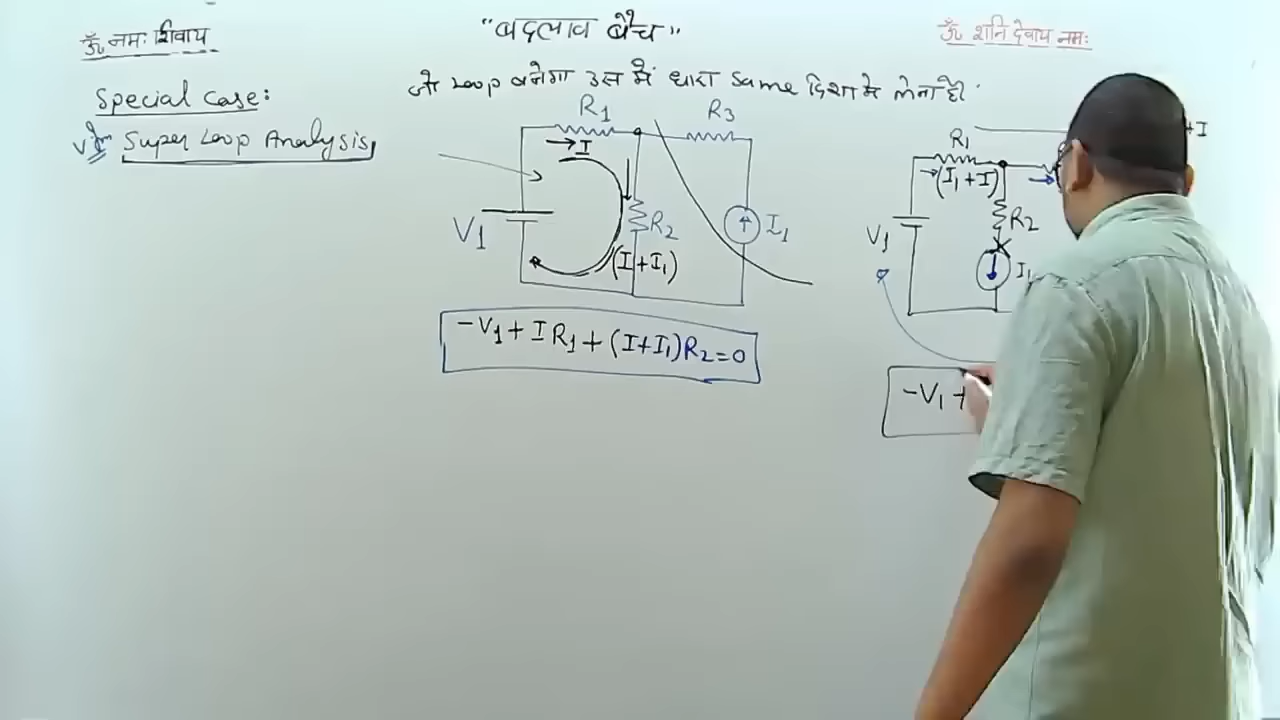 ॐ नमः शिवाय
"बदलाव बैच"
ॐ शनि देवाय नमः
जो Loop बनेगा उस में धारा same दिशा मे लेना है।
Special Case:
Super Loop Analysis
R1
R3
I
V1
R2
I1
(I+I1)
-V1+IR1+(I+I1)R2=0
+I
R1
(I1+I)
R2
V1
I1
-V1+